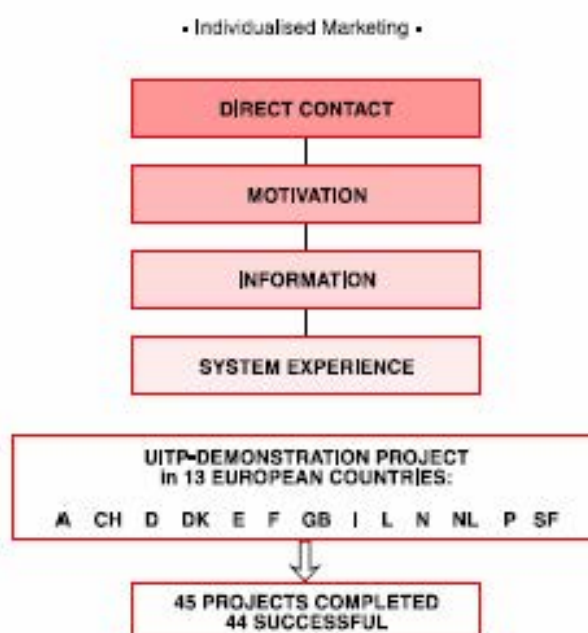 • Individualised Marketing •
DIRECT CONTACT
MOTIVATION
INFORMATION
SYSTEM EXPERIENCE
UITP-DEMONSTRATION PROJECT
in 13 EUROPEAN COUNTRIES:
A CH D DK E F GB I L N NL P SF
45 PROJECTS COMPLETED
44 SUCCESSFUL